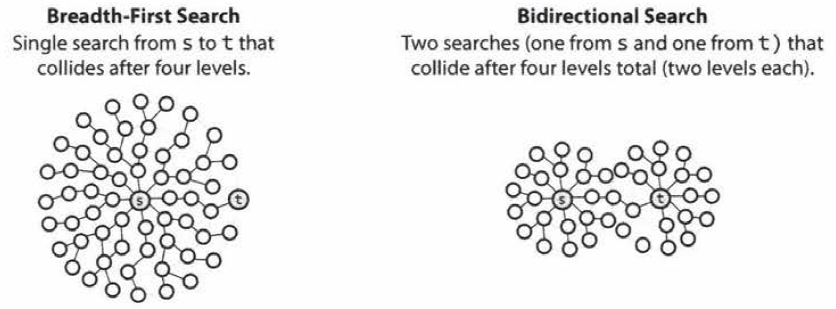 Breadth-First Search
Single search from s to t that
collides after four levels.
s
t
Bidirectional Search
Two searches (one from s and one from t) that
collide after four levels total (two levels each).
s
t